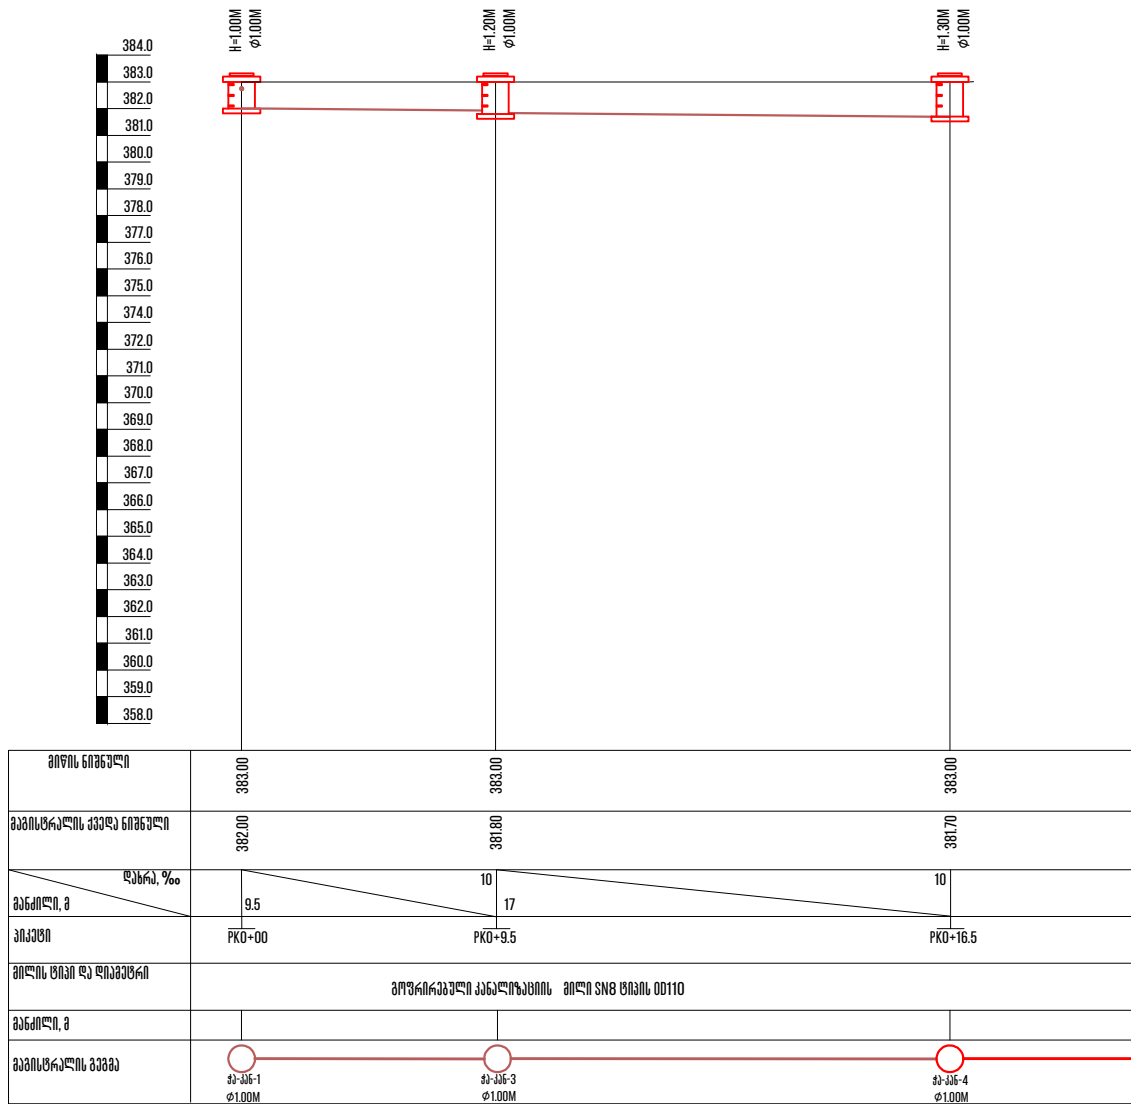 H=1.00M
Ø1.00M
H=1.20M
Ø1.00M
H=1.30M
Ø1.00M
384.0
383.0
382.0
381.0
380.0
379.0
378.0
377.0
376.0
375.0
374.0
372.0
371.0
370.0
369.0
368.0
367.0
366.0
365.0
364.0
363.0
362.0
361.0
360.0
359.0
358.0
მიწის ნიშნული
383.00
383.00
383.00
მაგისტრალის ქვედა ნიშნული
382.00
381.80
381.70
დახრა, ‰
10
10
მანძილი, მ
9.5
17
პიკეტი
PK0+00
PK0+9.5
PK0+16.5
მილის ტიპი და დიამეტრი
გოფრირებული კანალიზაციის მილი SN8 ტიპის OD110
მანძილი, მ
მაგისტრალის გეგმა
ჭა-კან-1
Ø1.00M
ჭა-კან-3
Ø1.00M
ჭა-კან-4
Ø1.00M